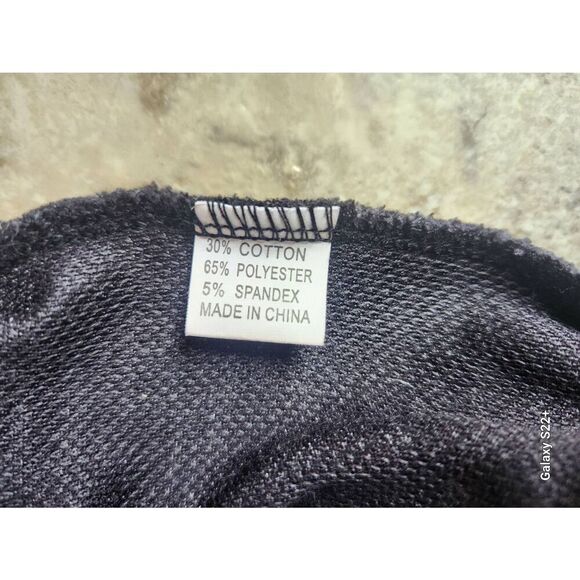 30% COTTON
65% POLYESTER
5% SPANDEX
MADE IN CHINA
Galaxy S22+